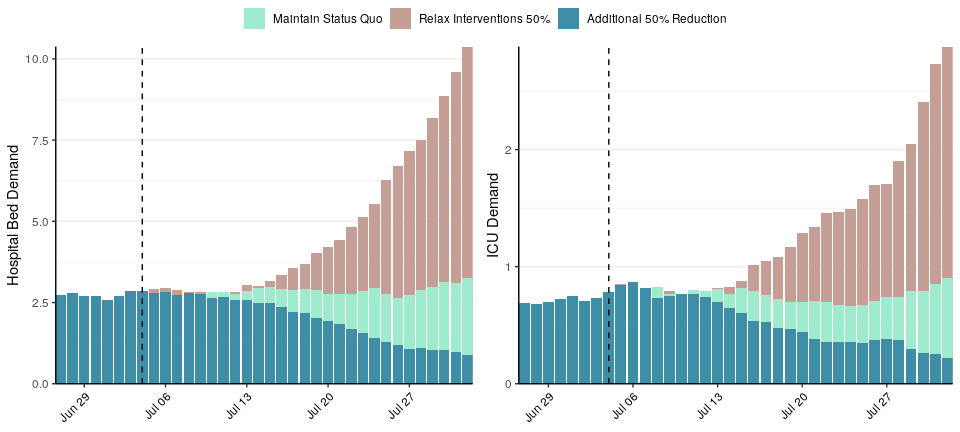 Maintain Status Quo Relax Interventions 50% Additional 50% Reduction
Hospital Bed Demand
10.0
7.5
5.0
2.5
0.0
Jun 29 Jul 06 Jul 13 Jul 20 Jul 27
ICU Demand
2
1
0
Jun 29 Jul 06 Jul 13 Jul 20 Jul 27